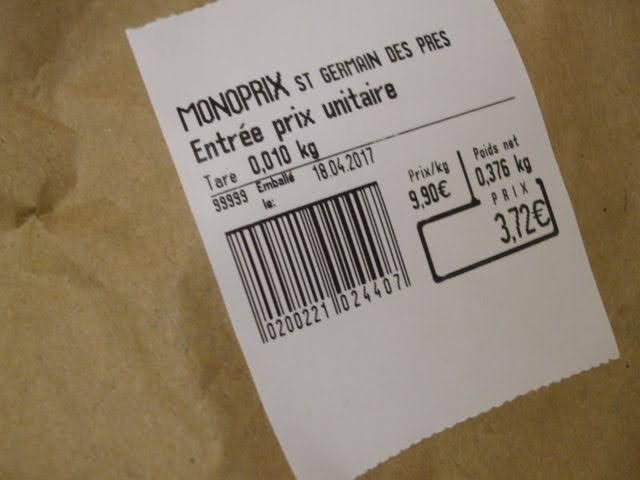 MONOPRIX ST GERMAIN DES PRES
Entrée prix unitaire
Tare 0,010 kg
99999 Emballé le: 18.04.2017
Prix/kg
9,90€
Poids net
0,376 kg
PRIX
3,72€
0200221 024407